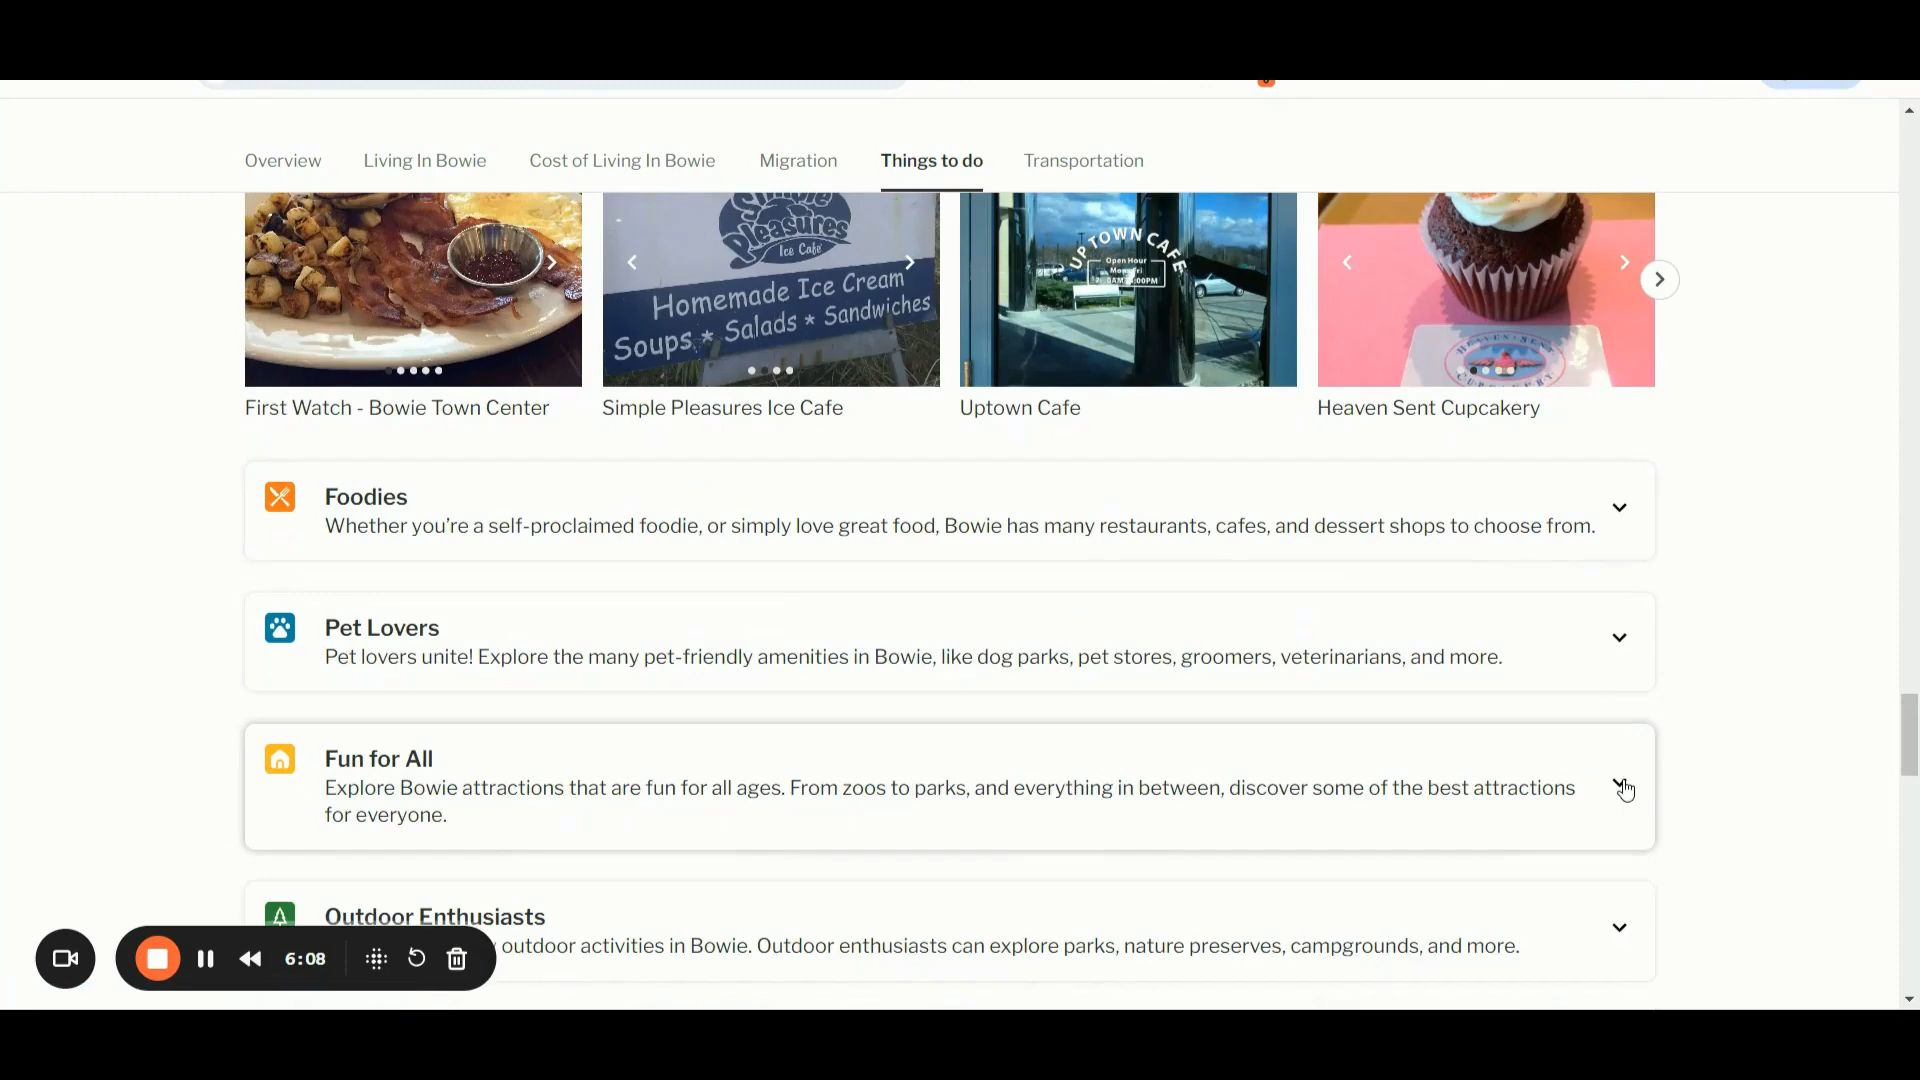 Overview Living In Bowie Cost of Living In Bowie Migration Things to do Transportation
Simple
Pleasures
Ice Cafe
Homemade Ice Cream
Soups * Salads * Sandwiches
UPTOWN CAFE
Open Hour
HEAVEN SENT
CUPCAKERY
First Watch - Bowie Town Center
Simple Pleasures Ice Cafe
Uptown Cafe
Heaven Sent Cupcakery
Foodies
Whether you're a self-proclaimed foodie, or simply love great food, Bowie has many restaurants, cafes, and dessert shops to choose from.
Pet Lovers
Pet lovers unite! Explore the many pet-friendly amenities in Bowie, like dog parks, pet stores, groomers, veterinarians, and more.
Fun for All
Explore Bowie attractions that are fun for all ages. From zoos to parks, and everything in between, discover some of the best attractions
for everyone.
Outdoor Enthusiasts
outdoor activities in Bowie. Outdoor enthusiasts can explore parks, nature preserves, campgrounds, and more.
6:08